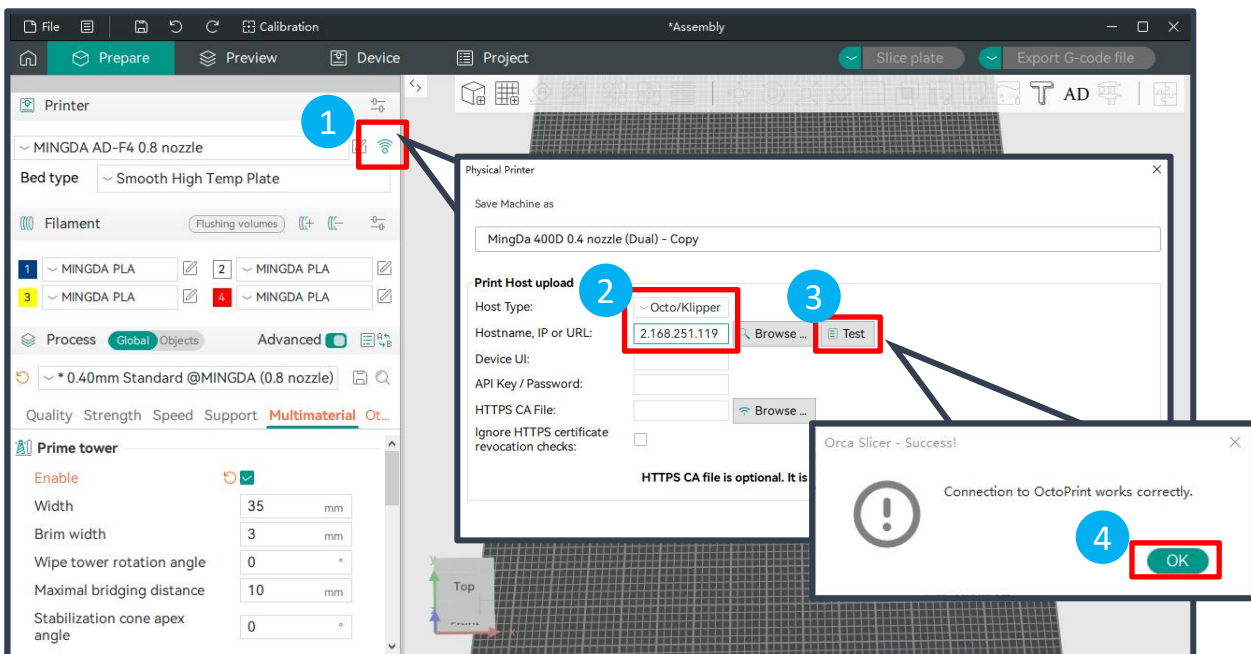 File
Calibration
*Assembly
Prepare
Preview
Device
Project
Slice plate
Export G-code file
Printer
1
MINGDA AD-F4 0.8 nozzle
Bed type
Smooth High Temp Plate
Filament
Flushing volumes
1 MINGDA PLA
2 MINGDA PLA
3 MINGDA PLA
4 MINGDA PLA
Process Global Objects Advanced
* 0.40mm Standard @MINGDA (0.8 nozzle)
Quality Strength Speed Support Multimaterial Ot...
Prime tower
Enable
Width 35 mm
Brim width 3 mm
Wipe tower rotation angle 0 °
Maximal bridging distance 10 mm
Stabilization cone apex
angle 0 °
AD
Physical Printer
Save Machine as
MingDa 400D 0.4 nozzle (Dual) - Copy
Print Host upload
2
3
Host Type: Octo/Klipper
Hostname, IP or URL: 2.168.251.119 Browse ... Test
Device UI:
API Key / Password:
HTTPS CA File: Browse ...
Ignore HTTPS certificate
revocation checks:
HTTPS CA file is optional. It is
Orca Slicer - Success!
Connection to OctoPrint works correctly.
4
OK
y
Top
Front
z
x